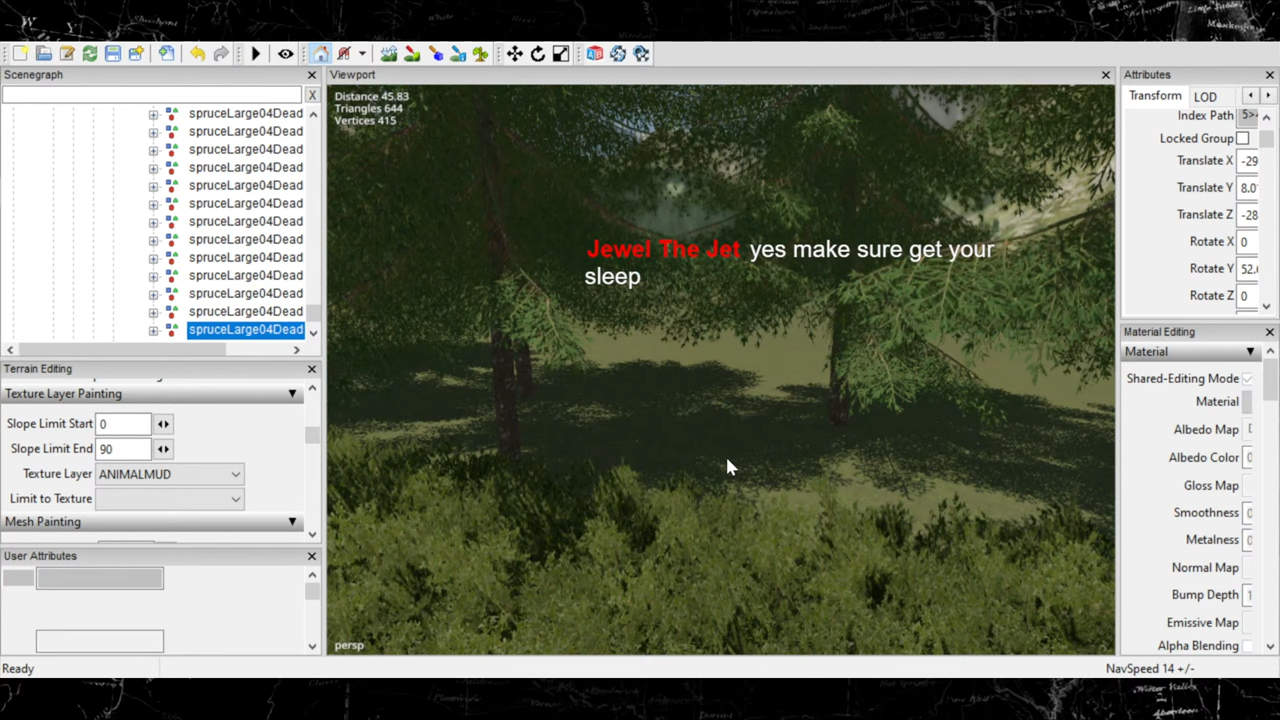 Scenegraph
X
spruceLarge04Dead
spruceLarge04Dead
spruceLarge04Dead
spruceLarge04Dead
spruceLarge04Dead
spruceLarge04Dead
spruceLarge04Dead
spruceLarge04Dead
spruceLarge04Dead
spruceLarge04Dead
spruceLarge04Dead
spruceLarge04Dead
spruceLarge04Dead
Terrain Editing
Texture Layer Painting
Slope Limit Start 0
Slope Limit End 90
Texture Layer ANIMALMUD
Limit to Texture
Mesh Painting
User Attributes
Ready
Viewport
Distance 45.83
Triangles 644
Vertices 415
Jewel The Jet yes make sure get your
sleep
persp
Attributes
Transform LOD
Index Path 5>
Locked Group
Translate X -29
Translate Y 8.0
Translate Z -28
Rotate X 0
Rotate Y 52.
Rotate Z 0
Material Editing
Material
Shared-Editing Mode
Material
Albedo Map
Albedo Color
Gloss Map
Smoothness
Metalness
Normal Map
Bump Depth 1
Emissive Map
Alpha Blending
NavSpeed 14 +/-